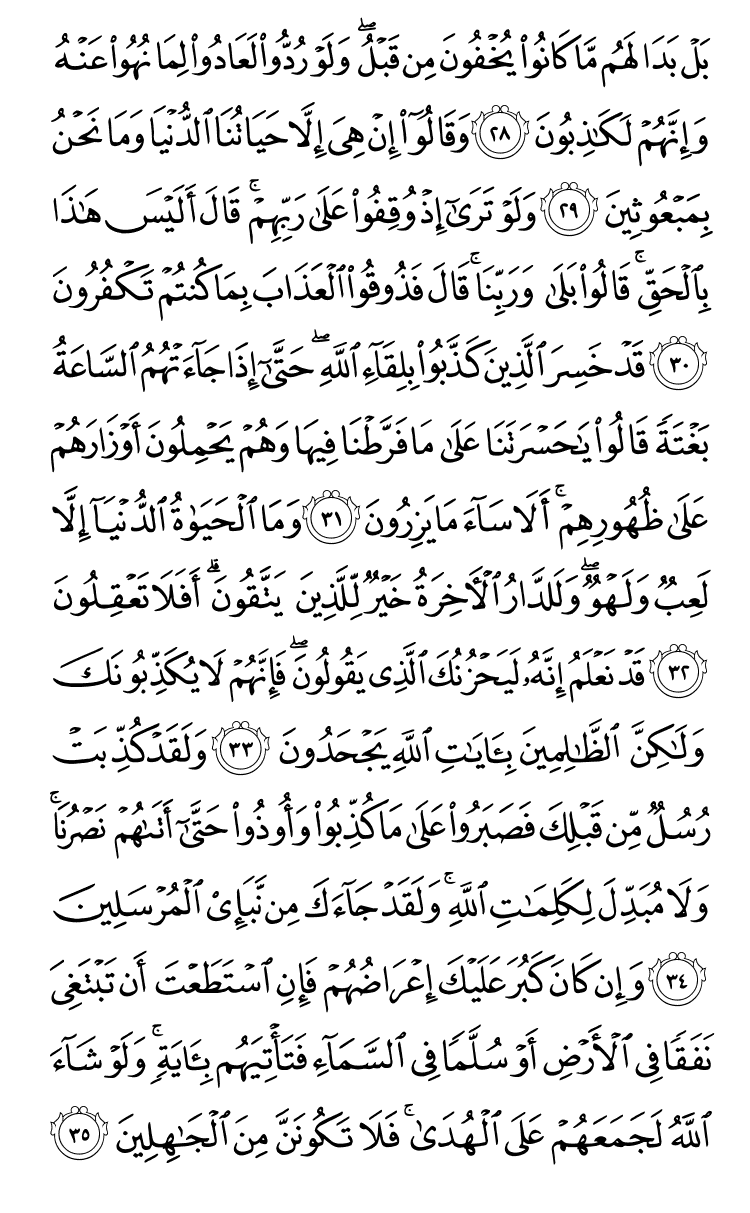 بَلۡ بَدَا لَهُم مَّا كَانُواْ يُخۡفُونَ مِن قَبۡلُۖ وَلَوۡ رُدُّواْ لَعَادُواْ لِمَا نُهُواْ عَنۡهُ
وَإِنَّهُمۡ لَكَٰذِبُونَ ٢٨ وَقَالُوٓاْ إِنۡ هِيَ إِلَّا حَيَاتُنَا ٱلدُّنۡيَا وَمَا نَحۡنُ
بِمَبۡعُوثِينَ ٢٩ وَلَوۡ تَرَىٰٓ إِذۡ وُقِفُواْ عَلَىٰ رَبِّهِمۡۚ قَالَ أَلَيۡسَ هَٰذَا
بِٱلۡحَقِّۚ قَالُواْ بَلَىٰ وَرَبِّنَاۚ قَالَ فَذُوقُواْ ٱلۡعَذَابَ بِمَا كُنتُمۡ تَكۡفُرُونَ
٣٠ قَدۡ خَسِرَ ٱلَّذِينَ كَذَّبُواْ بِلِقَآءِ ٱللَّهِۖ حَتَّىٰٓ إِذَا جَآءَتۡهُمُ ٱلسَّاعَةُ
بَغۡتَةٗ قَالُواْ يَٰحَسۡرَتَنَا عَلَىٰ مَا فَرَّطۡنَا فِيهَا وَهُمۡ يَحۡمِلُونَ أَوۡزَارَهُمۡ
عَلَىٰ ظُهُورِهِمۡۚ أَلَا سَآءَ مَا يَزِرُونَ ٣١ وَمَا ٱلۡحَيَوٰةُ ٱلدُّنۡيَآ إِلَّا
لَعِبٞ وَلَهۡوٞۖ وَلَلدَّارُ ٱلۡأٓخِرَةُ خَيۡرٞ لِّلَّذِينَ يَتَّقُونَۚ أَفَلَا تَعۡقِلُونَ
٣٢ قَدۡ نَعۡلَمُ إِنَّهُۥ لَيَحۡزُنُكَ ٱلَّذِي يَقُولُونَۖ فَإِنَّهُمۡ لَا يُكَذِّبُونَكَ
وَلَٰكِنَّ ٱلظَّٰلِمِينَ بِـَٔايَٰتِ ٱللَّهِ يَجۡحَدُونَ ٣٣ وَلَقَدۡ كُذِّبَتۡ
رُسُلٞ مِّن قَبۡلِكَ فَصَبَرُواْ عَلَىٰ مَا كُذِّبُواْ وَأُوذُواْ حَتَّىٰٓ أَتَىٰهُمۡ نَصۡرُنَاۚ
وَلَا مُبَدِّلَ لِكَلِمَٰتِ ٱللَّهِۚ وَلَقَدۡ جَآءَكَ مِن نَّبَإِيْ ٱلۡمُرۡسَلِينَ
٣٤ وَإِن كَانَ كَبُرَ عَلَيۡكَ إِعۡرَاضُهُمۡ فَإِنِ ٱسۡتَطَعۡتَ أَن تَبۡتَغِيَ
نَفَقٗا فِي ٱلۡأَرۡضِ أَوۡ سُلَّمٗا فِي ٱلسَّمَآءِ فَتَأۡتِيَهُم بِـَٔايَةٖۚ وَلَوۡ شَآءَ
ٱللَّهُ لَجَمَعَهُمۡ عَلَى ٱلۡهُدَىٰۚ فَلَا تَكُونَنَّ مِنَ ٱلۡجَٰهِلِينَ ٣٥